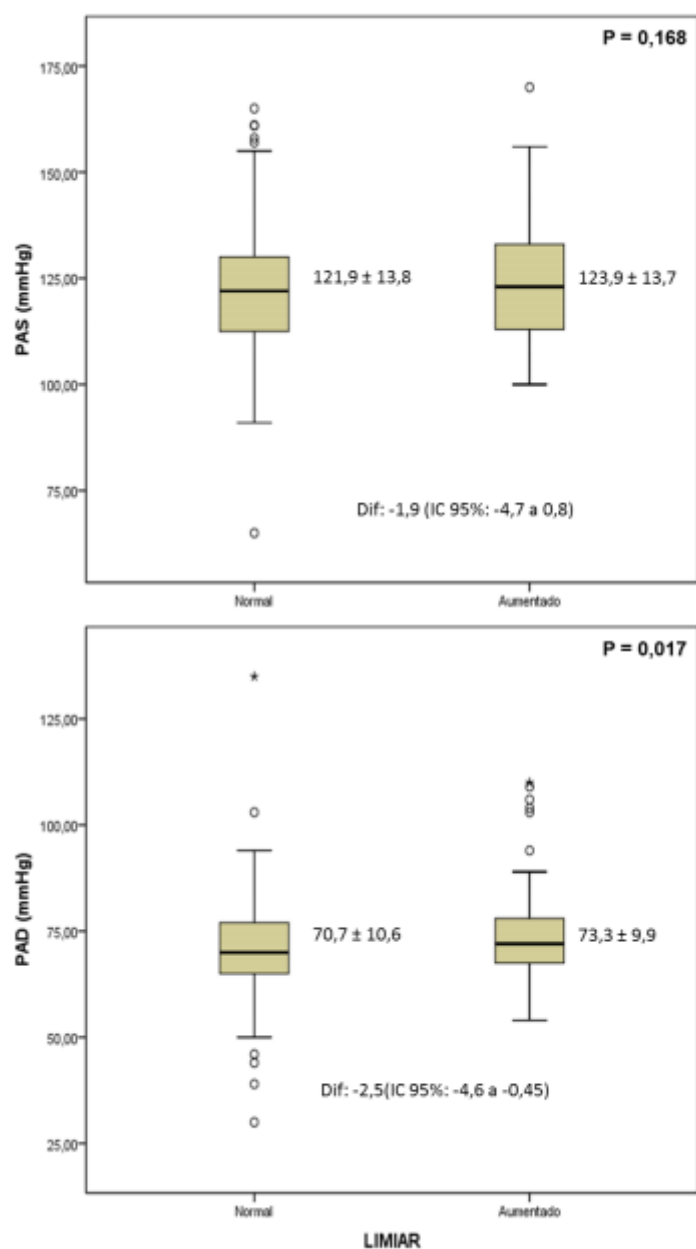 P = 0,168
175,00
150,00
125,00
100,00
75,00
PAS (mmHg)
121,9 ± 13,8
123,9 ± 13,7
Dif: -1,9 (IC 95%: -4,7 a 0,8)
Normal
Aumentado
P = 0,017
125,00
100,00
75,00
50,00
25,00
PAD (mmHg)
70,7 ± 10,6
73,3 ± 9,9
Dif: -2,5(IC 95%: -4,6 a -0,45)
Normal
Aumentado
LIMIAR